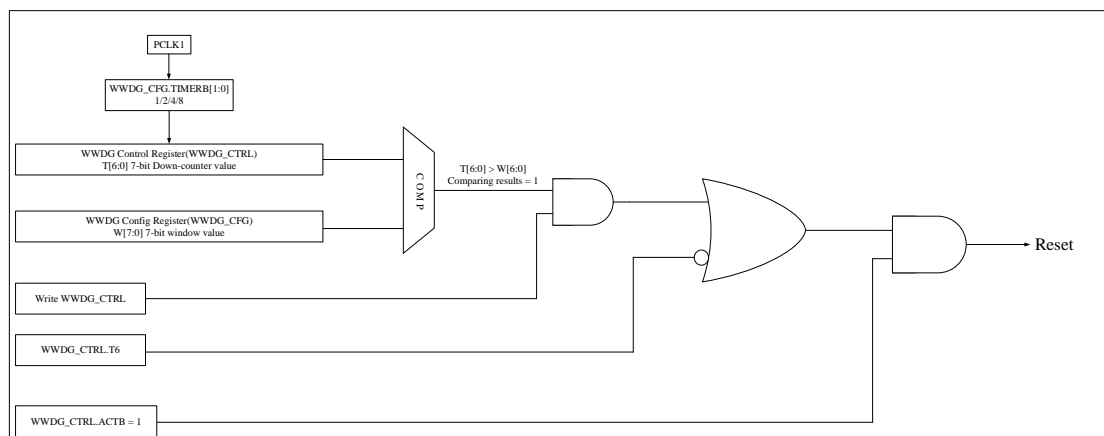 PCLK1
WWDG_CFG.TIMERB[1:0]
1/2/4/8
WWDG Control Register(WWDG_CTRL)
T[6:0] 7-bit Down-counter value
COMP
T[6:0] > W[6:0]
Comparing results = 1
WWDG Config Register(WWDG_CFG)
W[7:0] 7-bit window value
Reset
Write WWDG_CTRL
WWDG_CTRL.T6
WWDG_CTRL.ACTB = 1